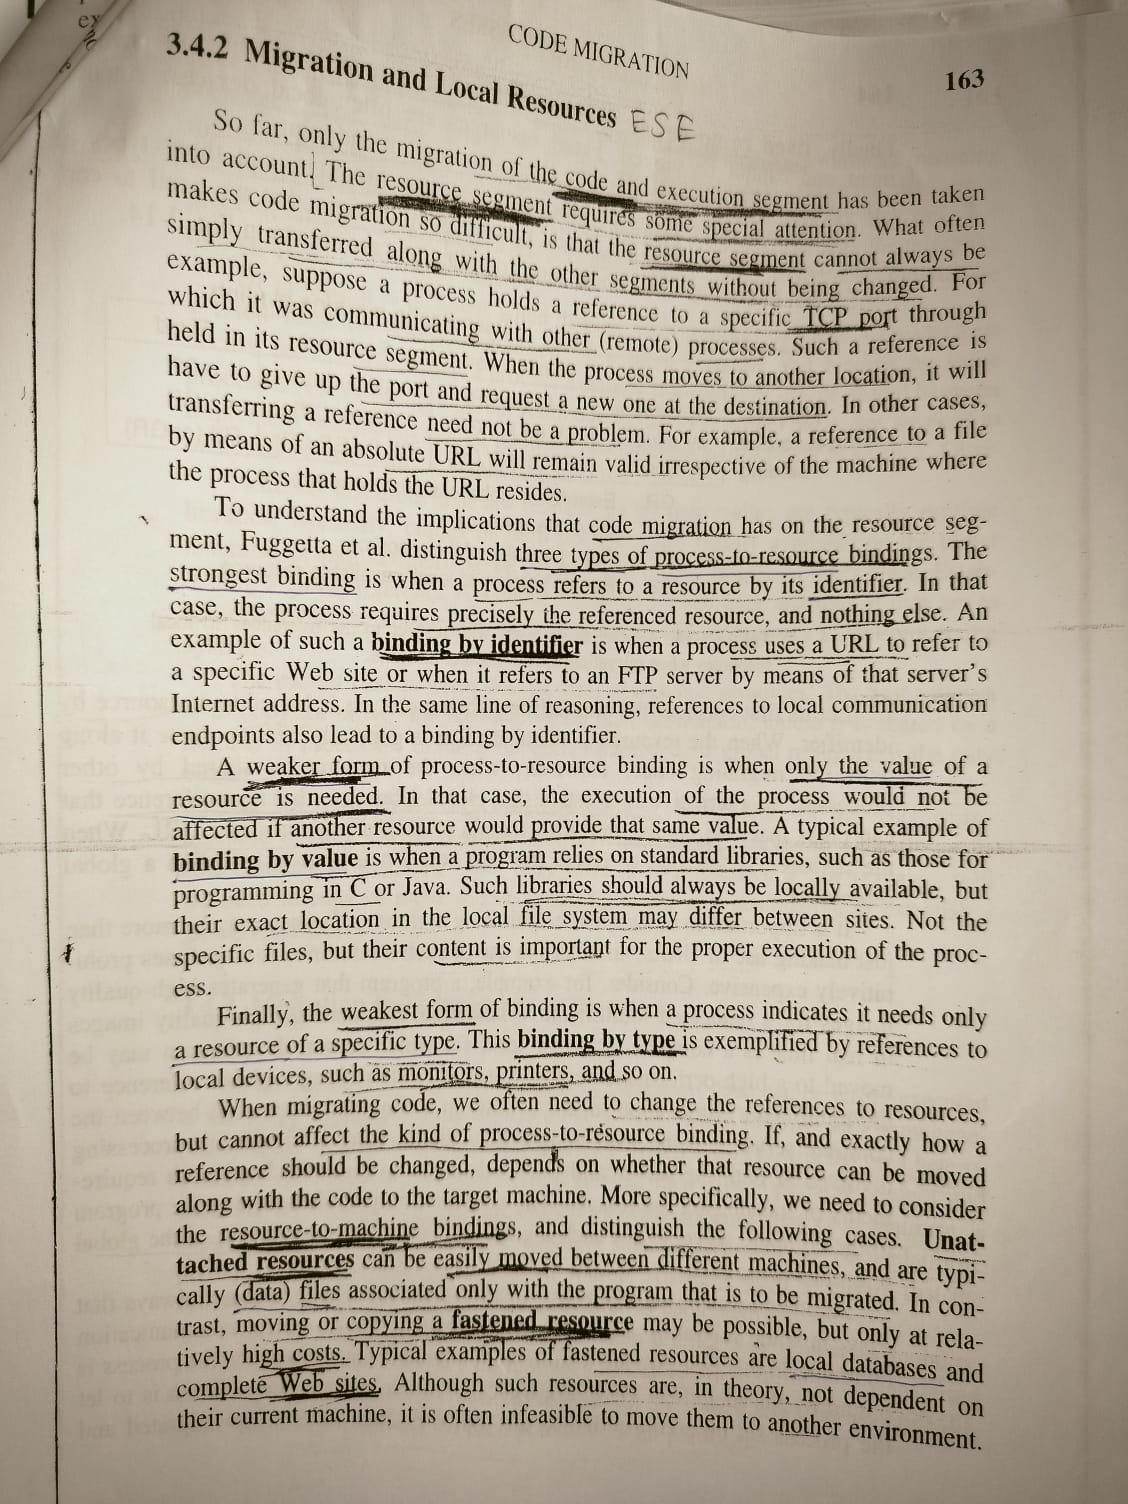 ex
CODE MIGRATION
163
3.4.2 Migration and Local Resources ESE
So far, only the migration of the code and execution segment has been taken
into account. The resource segment requires some special attention. What often
makes code migration so difficult, is that the resource segment cannot always be
simply transferred along with the other segments without being changed. For
example, suppose a process holds a reference to a specific TCP port through
which it was communicating with other (remote) processes. Such a reference is
held in its resource segment. When the process moves to another location, it will
have to give up the port and request a new one at the destination. In other cases,
transferring a reference need not be a problem. For example, a reference to a file
by means of an absolute URL will remain valid irrespective of the machine where
the process that holds the URL resides.
To understand the implications that code migration has on the resource seg-
ment, Fuggetta et al. distinguish three types of process-to-resource bindings. The
strongest binding is when a process refers to a resource by its identifier. In that
case, the process requires precisely the referenced resource, and nothing else. An
example of such a binding by identifier is when a process uses a URL to refer to
a specific Web site or when it refers to an FTP server by means of that server's
Internet address. In the same line of reasoning, references to local communication
endpoints also lead to a binding by identifier.
A weaker form of process-to-resource binding is when only the value of a
resource is needed. In that case, the execution of the process would not be
affected if another resource would provide that same value. A typical example of
binding by value is when a program relies on standard libraries, such as those for
programming in C or Java. Such libraries should always be locally available, but
their exact location in the local file system may differ between sites. Not the
specific files, but their content is important for the proper execution of the proc-
ess.
Finally, the weakest form of binding is when a process indicates it needs only
a resource of a specific type. This binding by type is exemplified by references to
local devices, such as monitors, printers, and so on.
When migrating code, we often need to change the references to resources,
but cannot affect the kind of process-to-resource binding. If, and exactly how a
reference should be changed, depends on whether that resource can be moved
along with the code to the target machine. More specifically, we need to consider
the resource-to-machine bindings, and distinguish the following cases. Unat-
tached resources can be easily moved between different machines, and are typi-
cally (data) files associated only with the program that is to be migrated. In con-
trast, moving or copying a fastened resource may be possible, but only at rela-
tively high costs. Typical examples of fastened resources are local databases and
complete Web sites. Although such resources are, in theory, not dependent on
their current machine, it is often infeasible to move them to another environment.